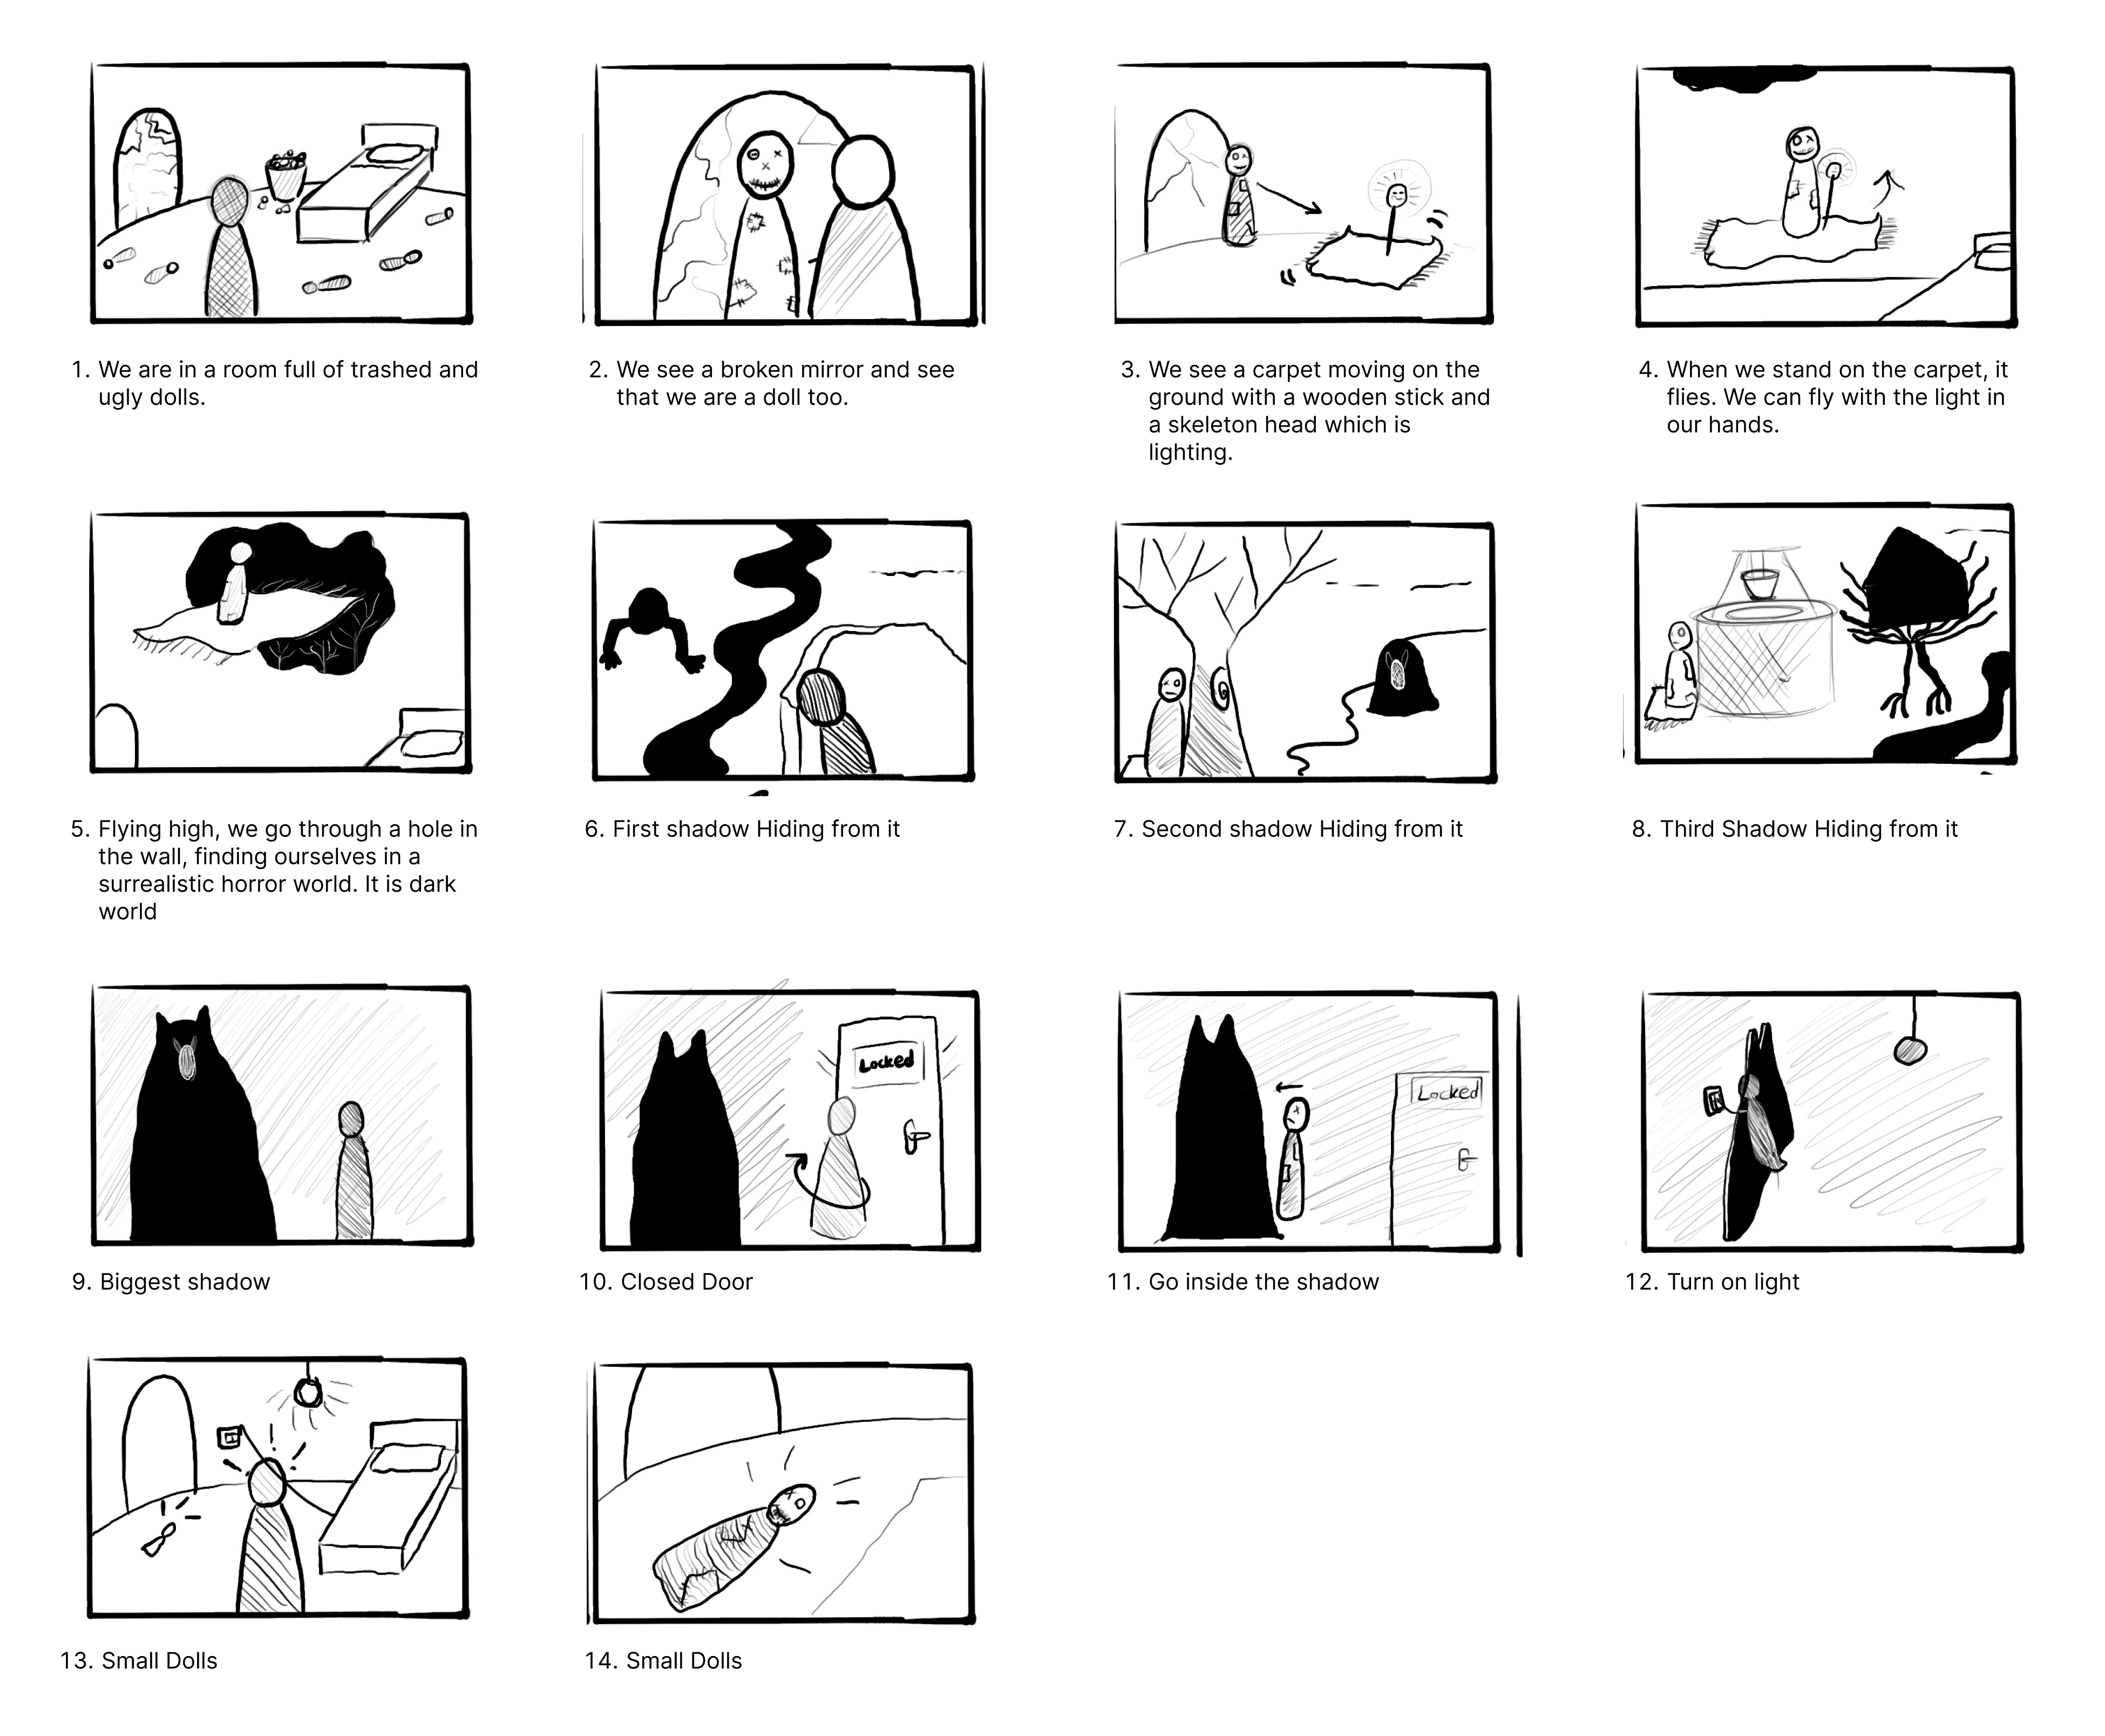 1. We are in a room full of trashed and
ugly dolls.
2. We see a broken mirror and see
that we are a doll too.
3. We see a carpet moving on the
ground with a wooden stick and
a skeleton head which is
lighting.
4. When we stand on the carpet, it
flies. We can fly with the light in
our hands.
5. Flying high, we go through a hole in
the wall, finding ourselves in a
surrealistic horror world. It is dark
world
6. First shadow Hiding from it
7. Second shadow Hiding from it
8. Third Shadow Hiding from it
Locked
Locked
9. Biggest shadow
10. Closed Door
11. Go inside the shadow
12. Turn on light
13. Small Dolls
14. Small Dolls